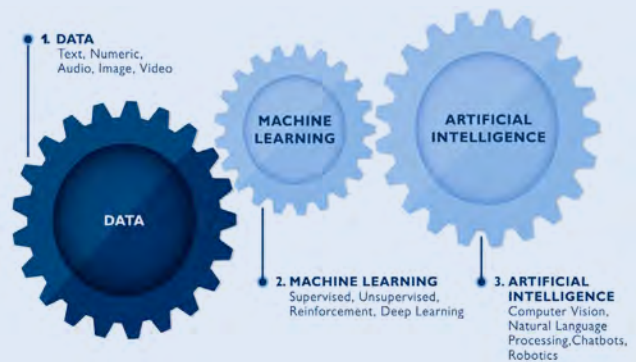 1. DATA
Text, Numeric,
Audio, Image, Video
DATA
MACHINE
LEARNING
ARTIFICIAL
INTELLIGENCE
2. MACHINE LEARNING
Supervised, Unsupervised,
Reinforcement, Deep Learning
3. ARTIFICIAL
INTELLIGENCE
Computer Vision,
Natural Language
Processing,Chatbots,
Robotics